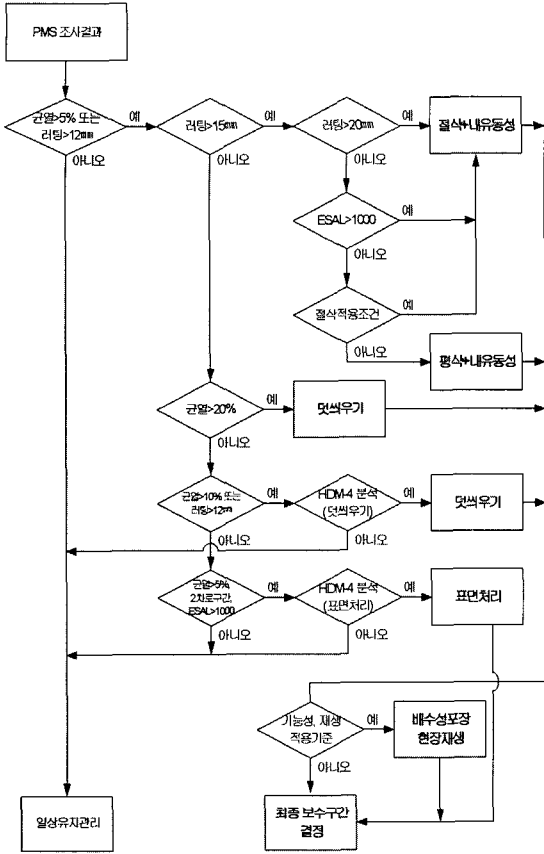 PMS 조사결과
균열>5% 또는
러팅>12mm
예
러팅>15mm
예
러팅>20mm
예
절삭+내유동성
아니오
아니오
아니오
ESAL>1000
예
아니오
절삭적용조건
예
아니오
평삭+내유동성
균열>20%
예
덧씌우기
아니오
균열>10% 또는
러팅>12mm
예
HDM-4 분석
(덧씌우기)
예
덧씌우기
아니오
아니오
균열>5%,
2차로구간,
ESAL>1000
예
HDM-4 분석
(표면처리)
예
표면처리
아니오
아니오
기능성, 재생
적용기준
예
배수성포장
현장재생
아니오
일상유지관리
최종 보수구간
결정